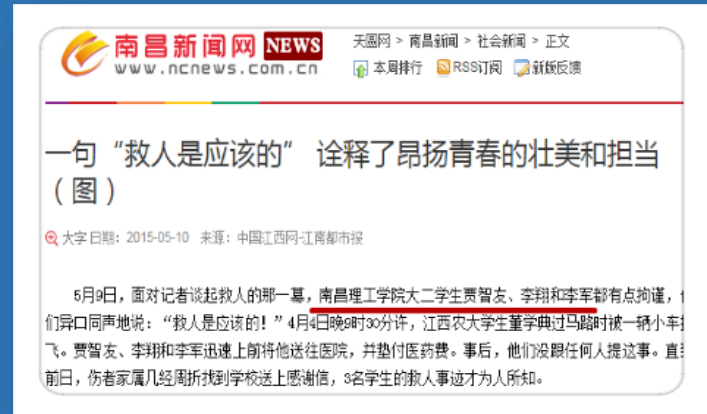 南昌新闻网 NEWS
www.ncnews.com.cn
天圆网 > 南昌新闻 > 社会新闻 > 正文
本周排行 RSS订阅 新版反馈
一句“救人是应该的” 诠释了昂扬青春的壮美和担当
(图)
大字 日期: 2015-05-10 来源: 中国江西网-江南都市报
5月9日，面对记者谈起救人的那一幕，南昌理工学院大二学生贾智友、李翔和李军都有点拘谨，
们异口同声地说：“救人是应该的！”4月4日晚9时30分许，江西农大学生董学典过马路时被一辆小车
飞。贾智友、李翔和李军迅速上前将他送往医院，并垫付医药费。事后，他们没跟任何人提这事。直
前日，伤者家属几经周折找到学校送上感谢信，3名学生的救人事迹才为人所知。